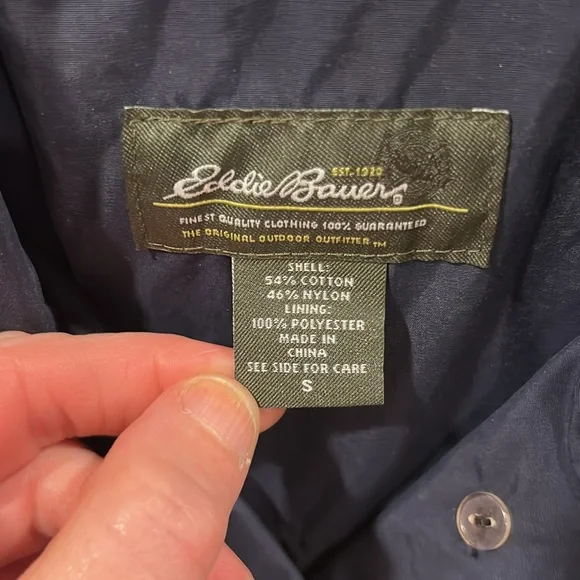 EST. 1920
Eddie Bauer®
FINEST QUALITY CLOTHING 100% GUARANTEED
THE ORIGINAL OUTDOOR OUTFITTER ™
SHELL:
54% COTTON
46% NYLON
LINING:
100% POLYESTER
MADE IN
CHINA
SEE SIDE FOR CARE
S